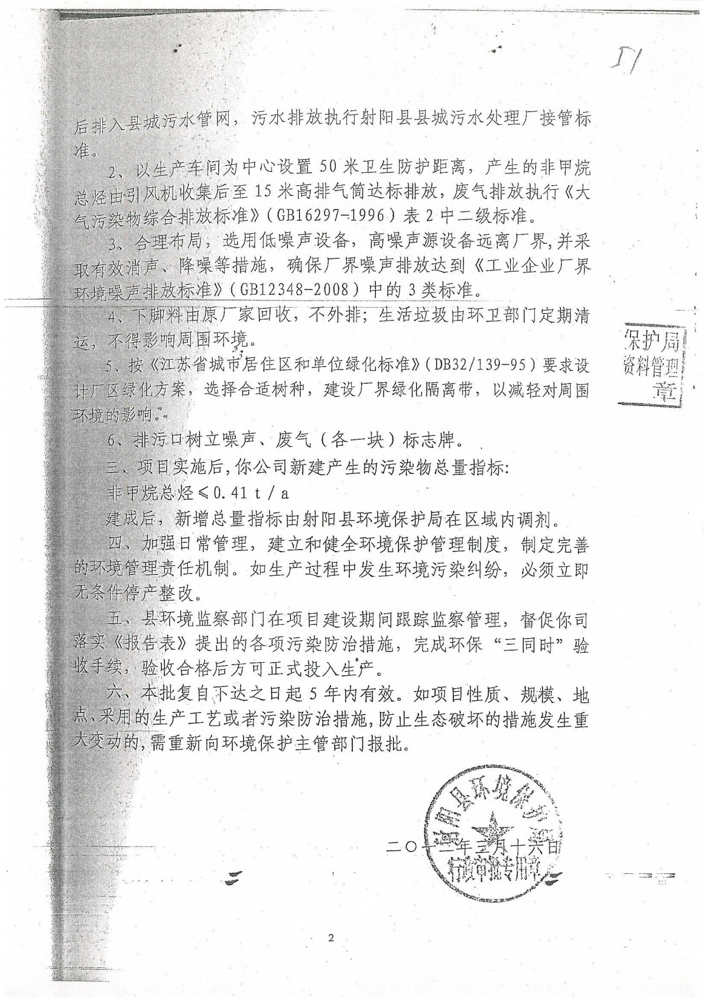 51
后排入县城污水管网，污水排放执行射阳县县城污水处理厂接管标
准。
2、以生产车间为中心设置 50 米卫生防护距离，产生的非甲烷
总烃由引风机收集后至 15 米高排气筒达标排放，废气排放执行《大
气污染物综合排放标准》（GB16297-1996）表 2 中二级标准。
3、合理布局，选用低噪声设备，高噪声源设备远离厂界,并采
取有效消声、降噪等措施，确保厂界噪声排放达到《工业企业厂界
环境噪声排放标准》（GB12348-2008）中的 3 类标准。
4、下脚料由原厂家回收，不外排；生活垃圾由环卫部门定期清
运，不得影响周围环境。
5、按《江苏省城市居住区和单位绿化标准》（DB32/139-95）要求设
计厂区绿化方案，选择合适树种，建设厂界绿化隔离带，以减轻对周围
环境的影响。
6、排污口树立噪声、废气（各一块）标志牌。
三、项目实施后,你公司新建产生的污染物总量指标:
非甲烷总烃≤0.41 t / a
建成后，新增总量指标由射阳县环境保护局在区域内调剂。
四、加强日常管理，建立和健全环境保护管理制度，制定完善
的环境管理责任机制。如生产过程中发生环境污染纠纷，必须立即
无条件停产整改。
五、县环境监察部门在项目建设期间跟踪监察管理，督促你司
落实《报告表》提出的各项污染防治措施，完成环保“三同时”验
收手续，验收合格后方可正式投入生产。
六、本批复自下达之日起 5 年内有效。如项目性质、规模、地
点、采用的生产工艺或者污染防治措施,防止生态破坏的措施发生重
大变动的,需重新向环境保护主管部门报批。
保护局
资料管理
章
射阳县环境保护局
二〇十二年三月十六日
行政审批专用章
2